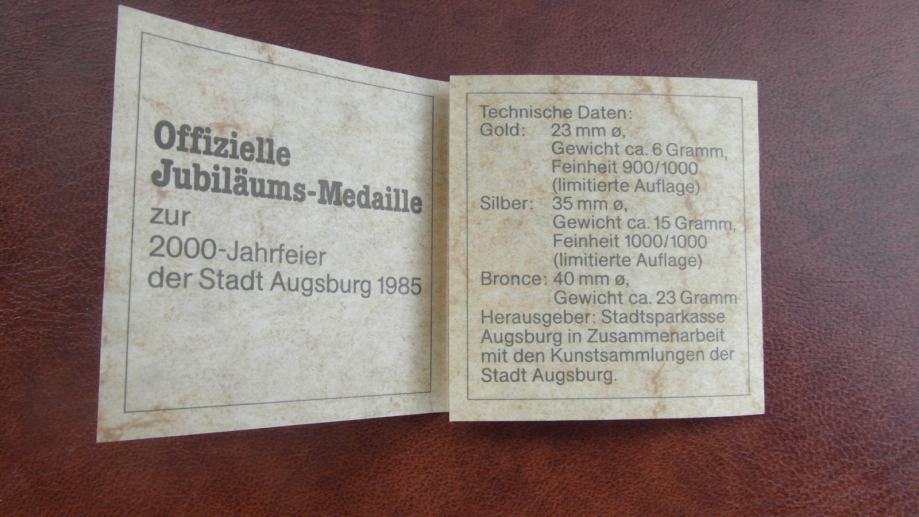 Offizielle
Jubiläums-Medaille
zur
2000-Jahrfeier
der Stadt Augsburg 1985
Technische Daten:
Gold: 23 mm ø,
Gewicht ca. 6 Gramm,
Feinheit 900/1000
(limitierte Auflage)
Silber: 35 mm ø,
Gewicht ca. 15 Gramm,
Feinheit 1000/1000
(limitierte Auflage)
Bronce: 40 mm ø,
Gewicht ca. 23 Gramm
Herausgeber: Stadtsparkasse
Augsburg in Zusammenarbeit
mit den Kunstsammlungen der
Stadt Augsburg.